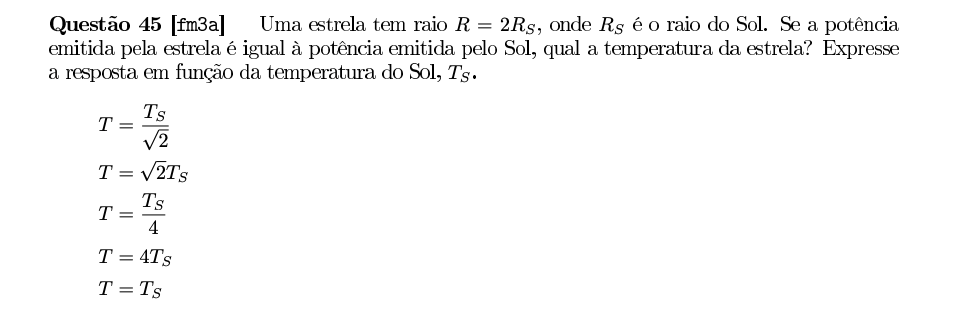 Questão 45 [fm3a] Uma estrela tem raio R = 2R_S, onde R_S é o raio do Sol. Se a potência
emitida pela estrela é igual à potência emitida pelo Sol, qual a temperatura da estrela? Expresse
a resposta em função da temperatura do Sol, T_S.
T = \frac{T_S}{\sqrt{2}}
T = \sqrt{2}T_S
T = \frac{T_S}{4}
T = 4T_S
T = T_S